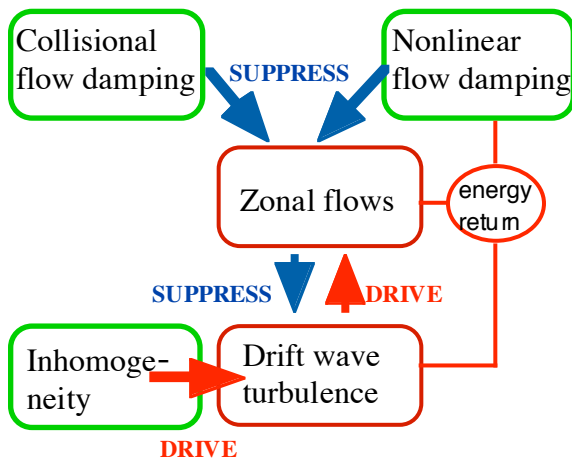 Collisional
flow damping
SUPPRESS
Nonlinear
flow damping
Zonal flows
energy
return
SUPPRESS
DRIVE
Inhomoge-
neity
Drift wave
turbulence
DRIVE